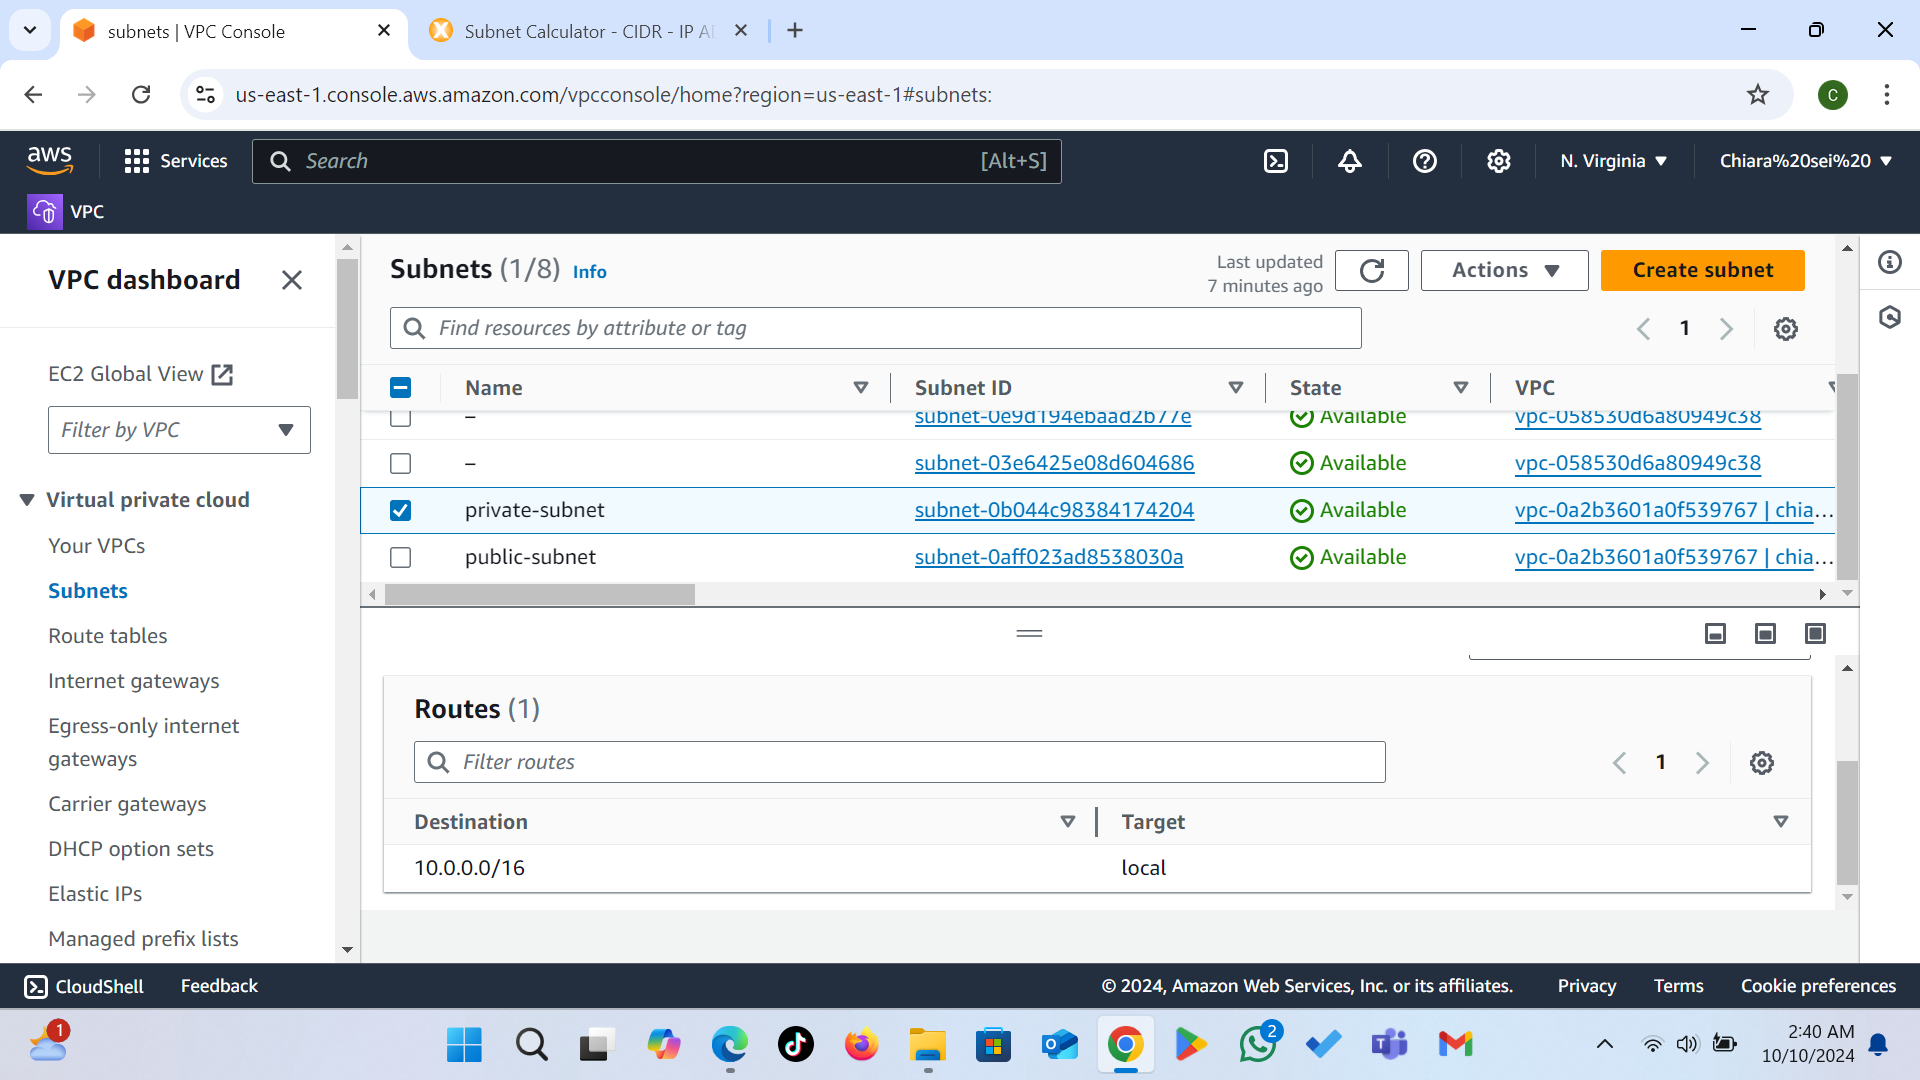 subnets | VPC Console
Subnet Calculator - CIDR - IP A
us-east-1.console.aws.amazon.com/vpcconsole/home?region=us-east-1#subnets:
C
aws
Services
Search
[Alt+S]
N. Virginia
Chiara%20sei%20
VPC
VPC dashboard
EC2 Global View
Filter by VPC
Virtual private cloud
Your VPCs
Subnets
Route tables
Internet gateways
Egress-only internet
gateways
Carrier gateways
DHCP option sets
Elastic IPs
Managed prefix lists
Subnets (1/8) Info
Last updated
7 minutes ago
Actions
Create subnet
Find resources by attribute or tag
1
Name Subnet ID State VPC
– subnet-0e9d194ebaad2b77e Available vpc-058530d6a80949c38
– subnet-03e6425e08d604686 Available vpc-058530d6a80949c38
private-subnet subnet-0b044c98384174204 Available vpc-0a2b3601a0f539767 | chia…
public-subnet subnet-0aff023ad8538030a Available vpc-0a2b3601a0f539767 | chia…
Routes (1)
Filter routes
1
Destination Target
10.0.0.0/16 local
CloudShell Feedback
© 2024, Amazon Web Services, Inc. or its affiliates. Privacy Terms Cookie preferences
1
2
2:40 AM
10/10/2024